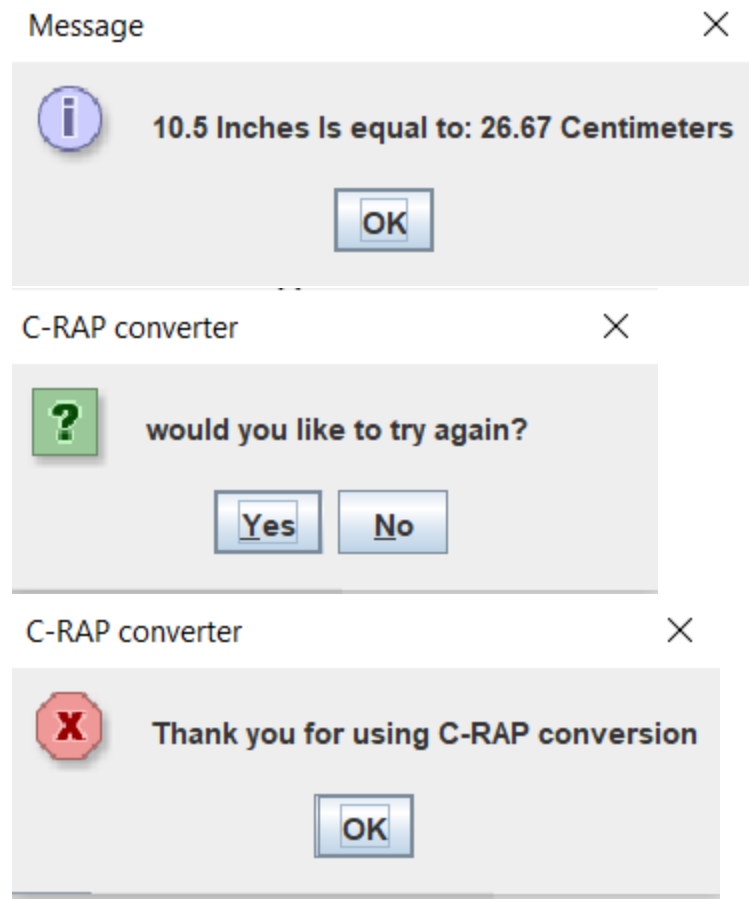 Message
i
10.5 Inches Is equal to: 26.67 Centimeters
OK
C-RAP converter
?
would you like to try again?
Yes No
C-RAP converter
X
Thank you for using C-RAP conversion
OK